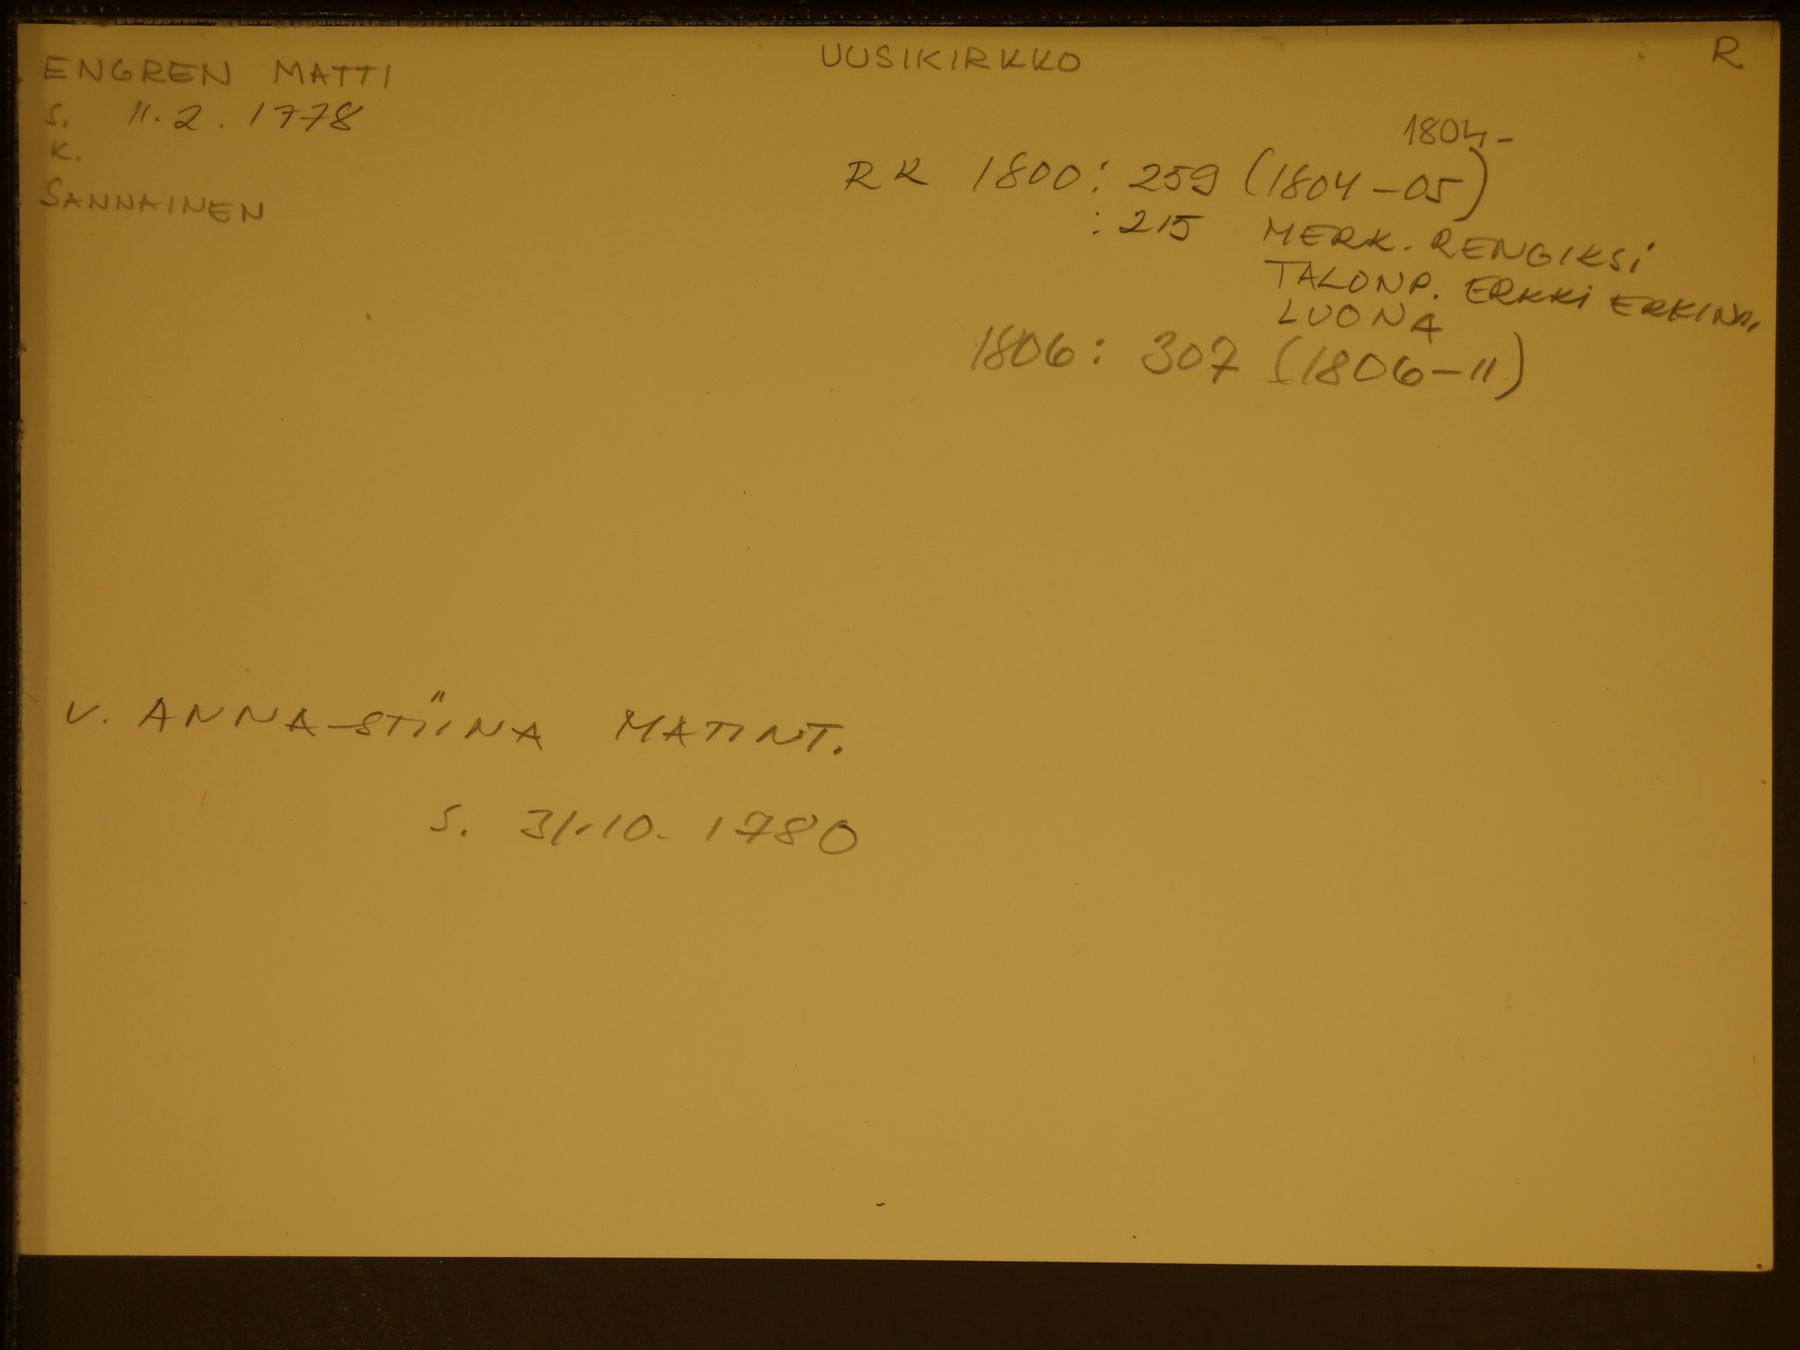 ENGREN MATTI
S. 11.2.1778
K.
SANNAINEN
UUSIKIRKKO
R
1804-
RK 1800: 259 (1804-05)
: 215 MERK. RENGIKSI
TALONP. ERKKI ERKINP.
LUONA
1806: 307 (1806-11)
V. ANNA-STIINA MATINT.
S. 31.10.1780